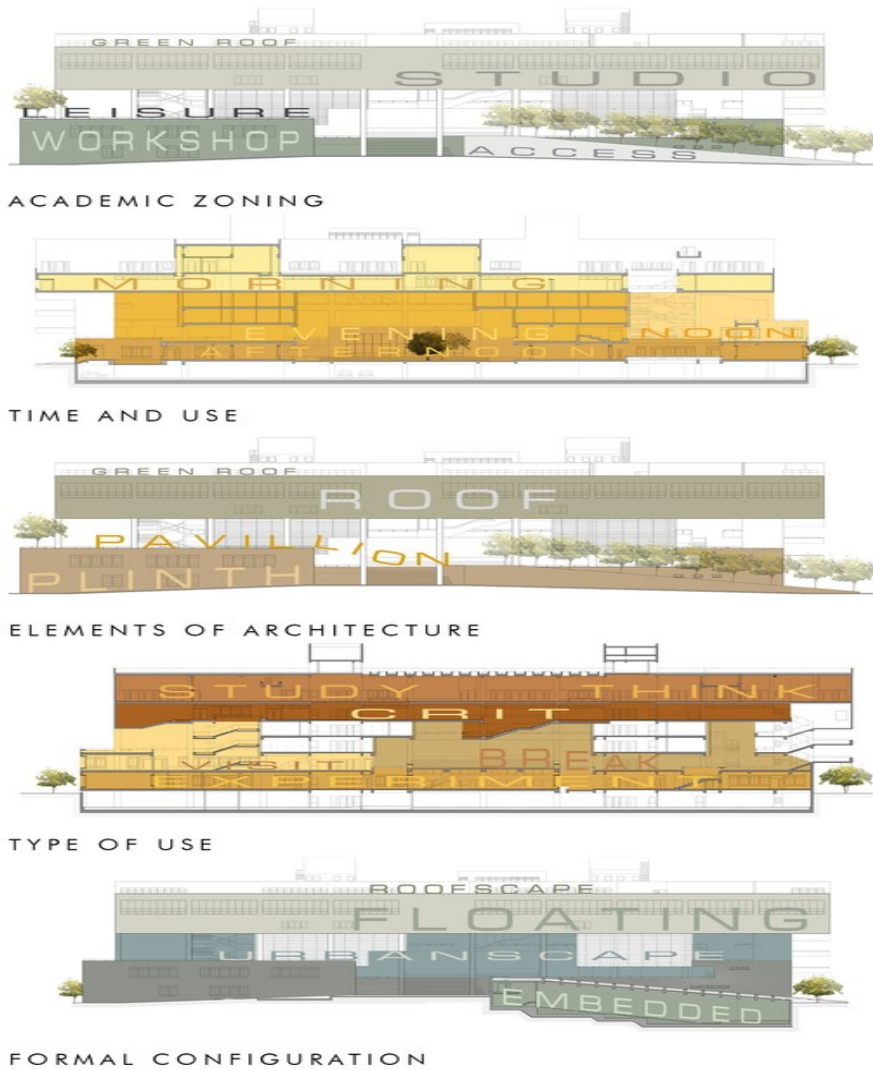 GREEN ROOF
STUDIO
LEISURE
WORKSHOP
ACCESS
ACADEMIC ZONING
MORNING
EVENING NOON
AFTERNOON
TIME AND USE
GREEN ROOF
ROOF
PAVILLION
PLINTH
ELEMENTS OF ARCHITECTURE
STUDY THINK
CRIT
VISIT BREAK
EXPERIMENT
TYPE OF USE
ROOFSCAPE
FLOATING
URBANSCAPE
EMBEDDED
FORMAL CONFIGURATION